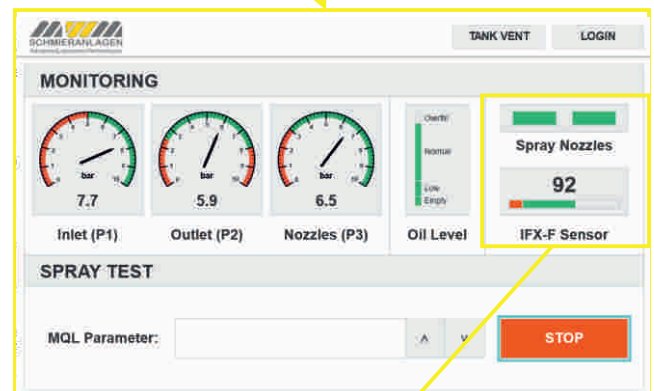 SCHMIERANLAGEN
TANK VENT
LOGIN
MONITORING
Overfill
Normal
Low
Empty
bar
7.7
bar
5.9
bar
6.5
Spray Nozzles
92
Inlet (P1)
Outlet (P2)
Nozzles (P3)
Oil Level
IFX-F Sensor
SPRAY TEST
MQL Parameter:
STOP